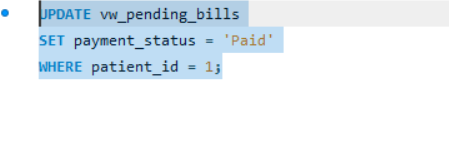 UPDATE vw_pending_bills
SET payment_status = 'Paid'
WHERE patient_id = 1;